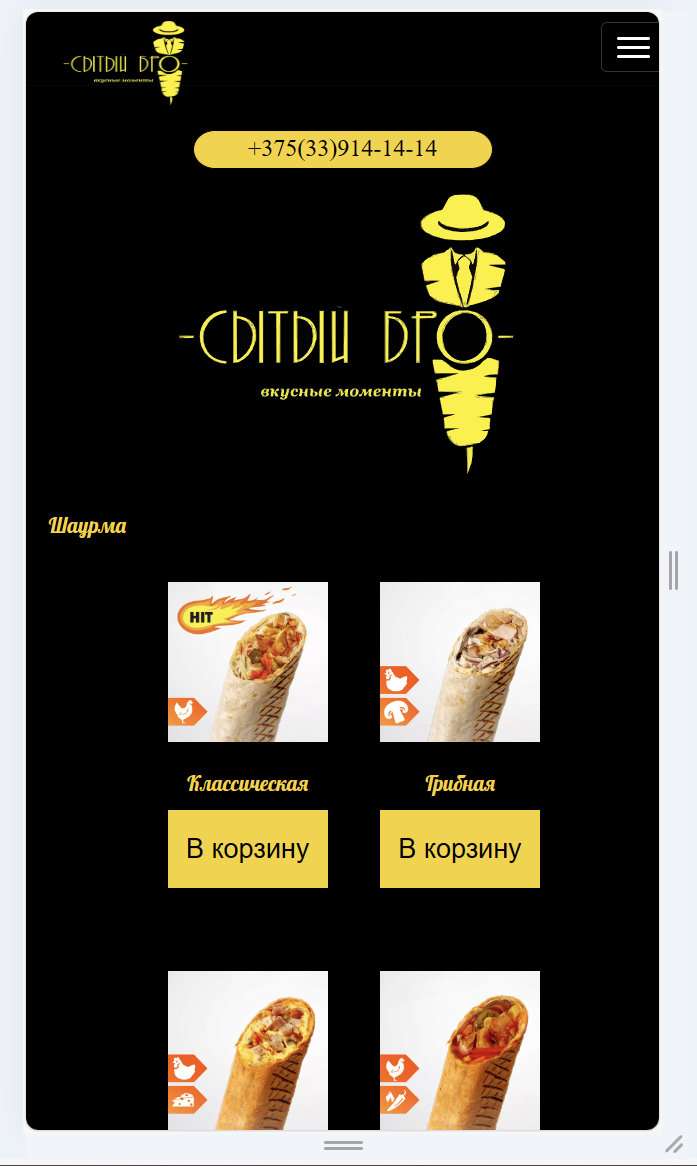 -СЫТЫЙ БРО-
вкусные моменты
+375(33)914-14-14
-СЫТЫЙ БРО-
вкусные моменты
Шаурма
HIT
Классическая
Грибная
В корзину
В корзину